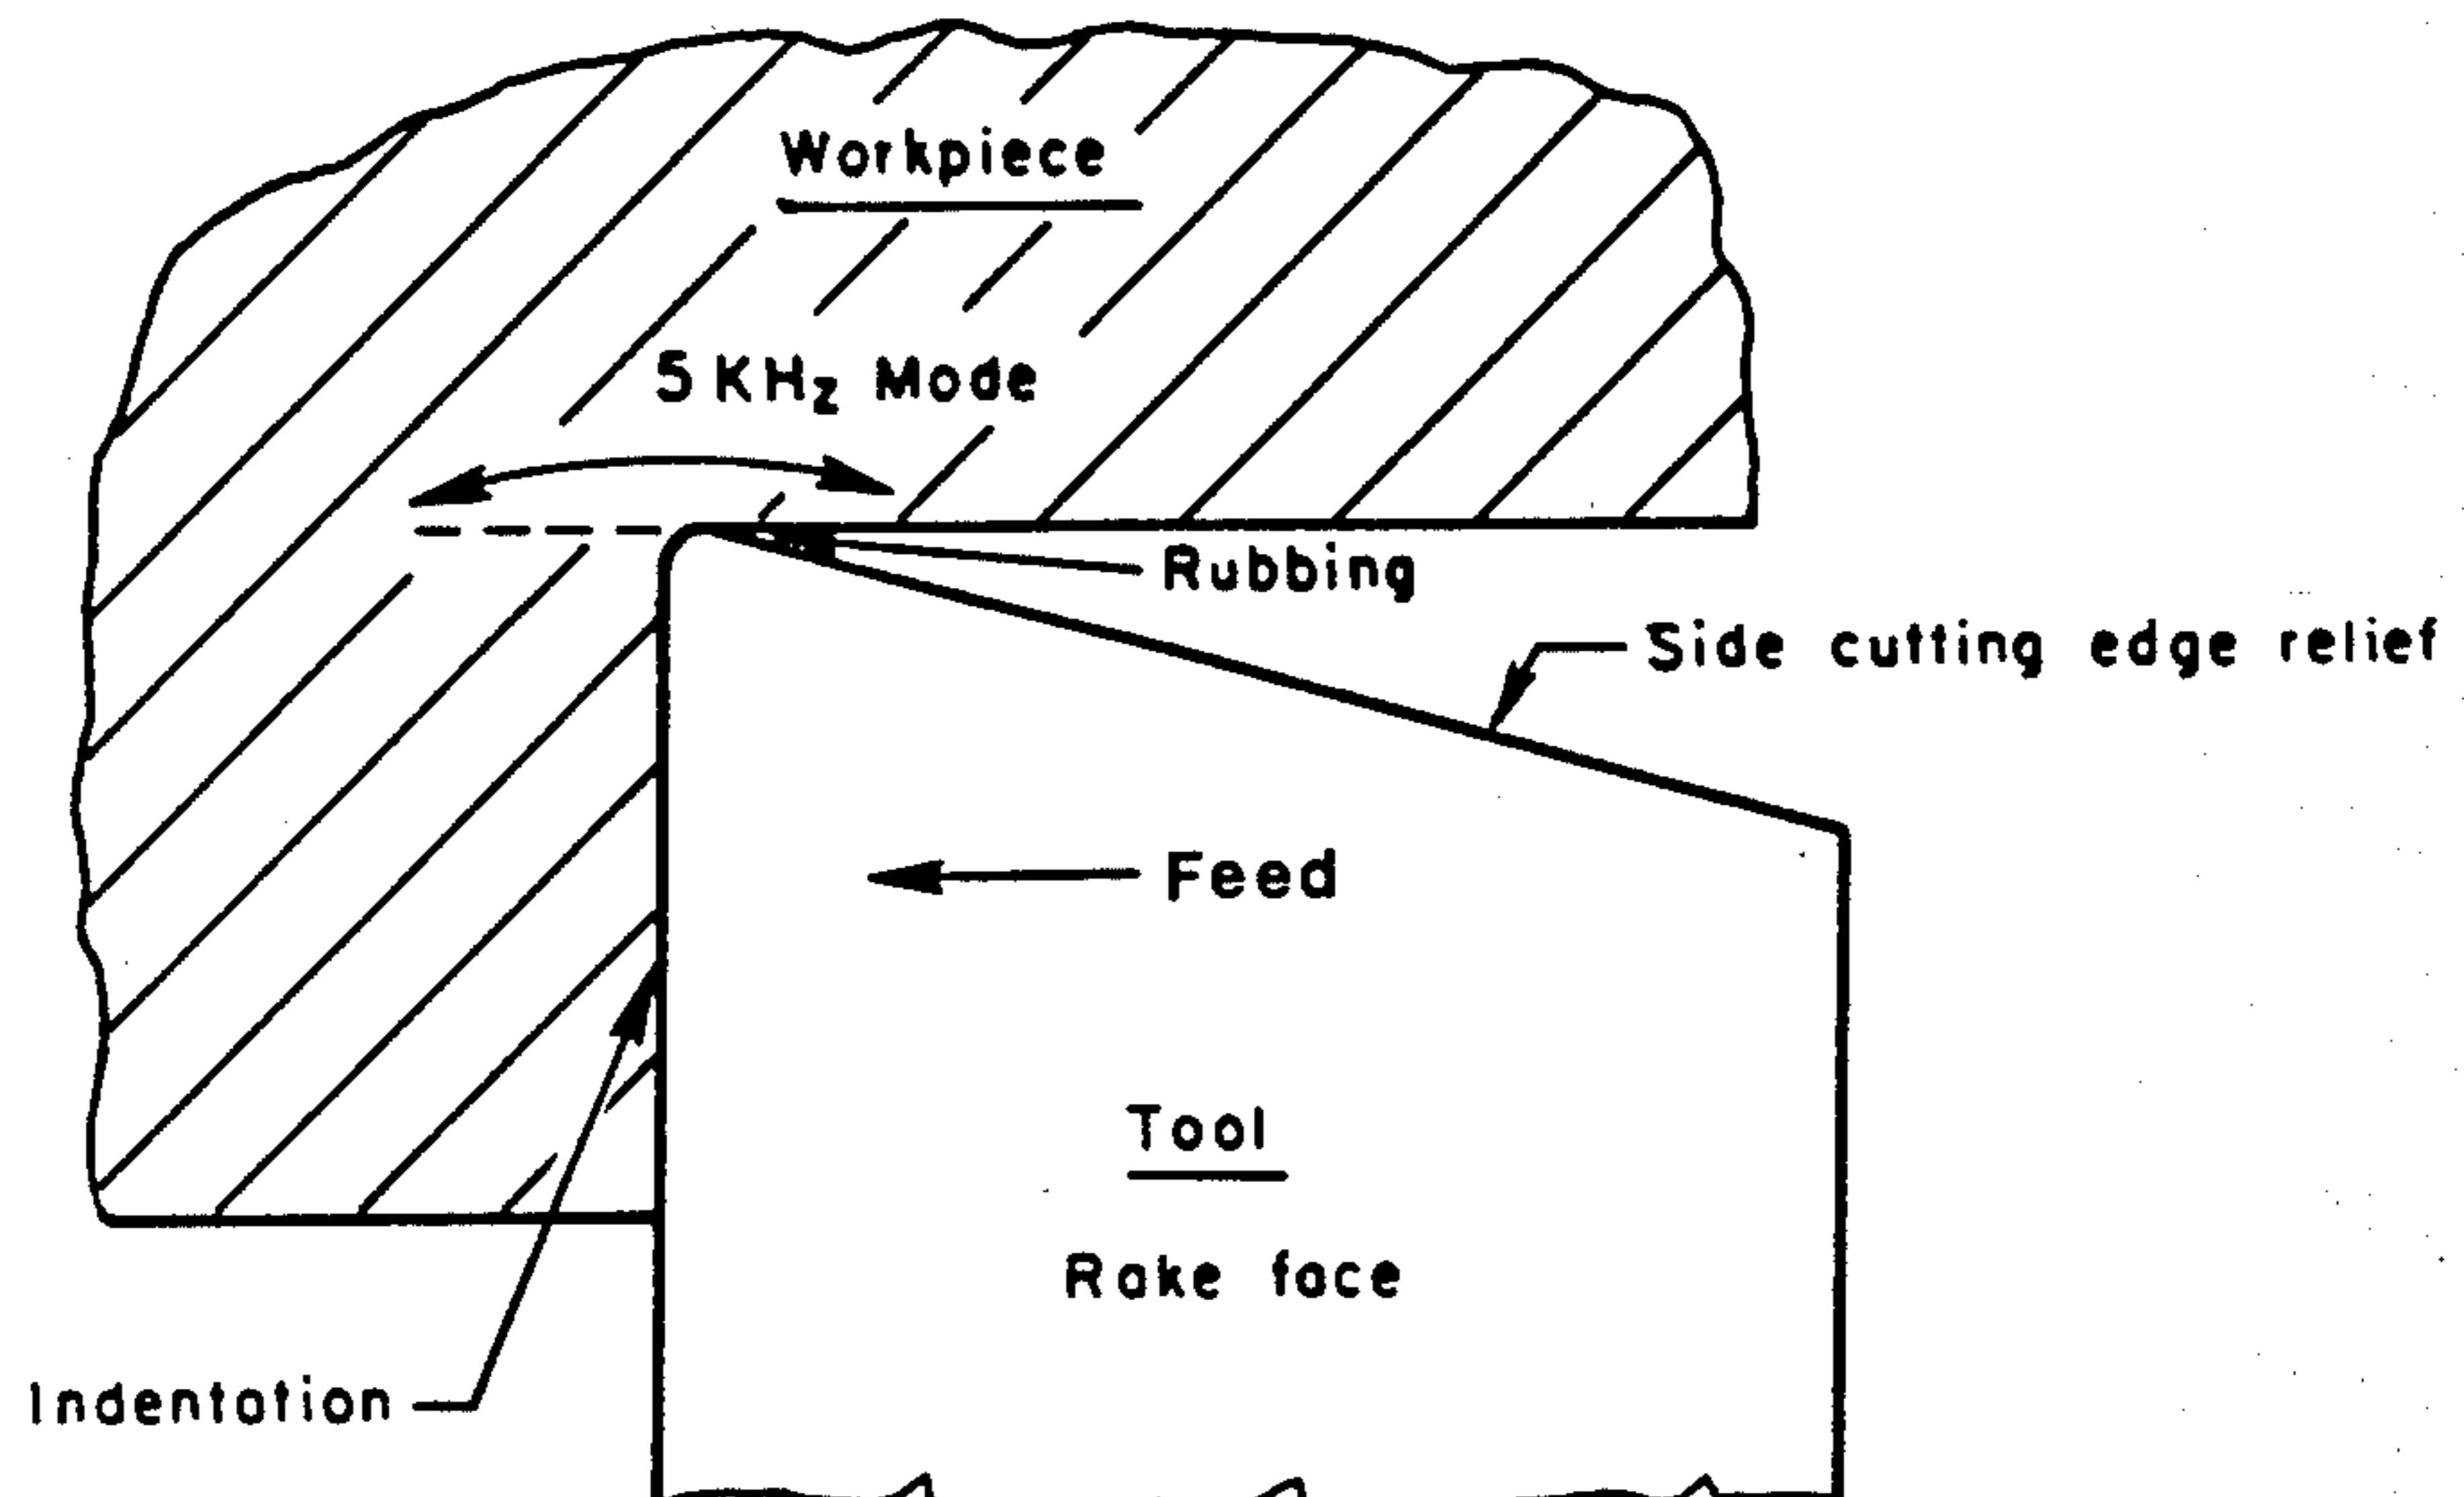 Workpiece
5 KHz Mode
Rubbing
Side cutting edge relief
Feed
Tool
Rake face
Indentation